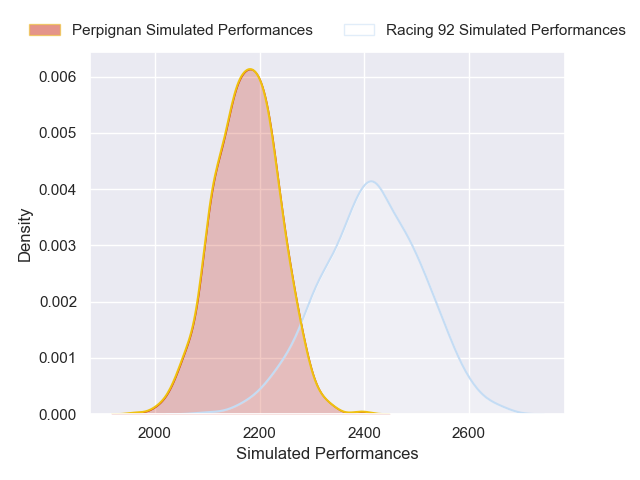 Perpignan Simulated Performances Racing 92 Simulated Performances
0.006
0.005
0.004
0.003
0.002
0.001
0.000
Density
2000 2200 2400 2600
Simulated Performances